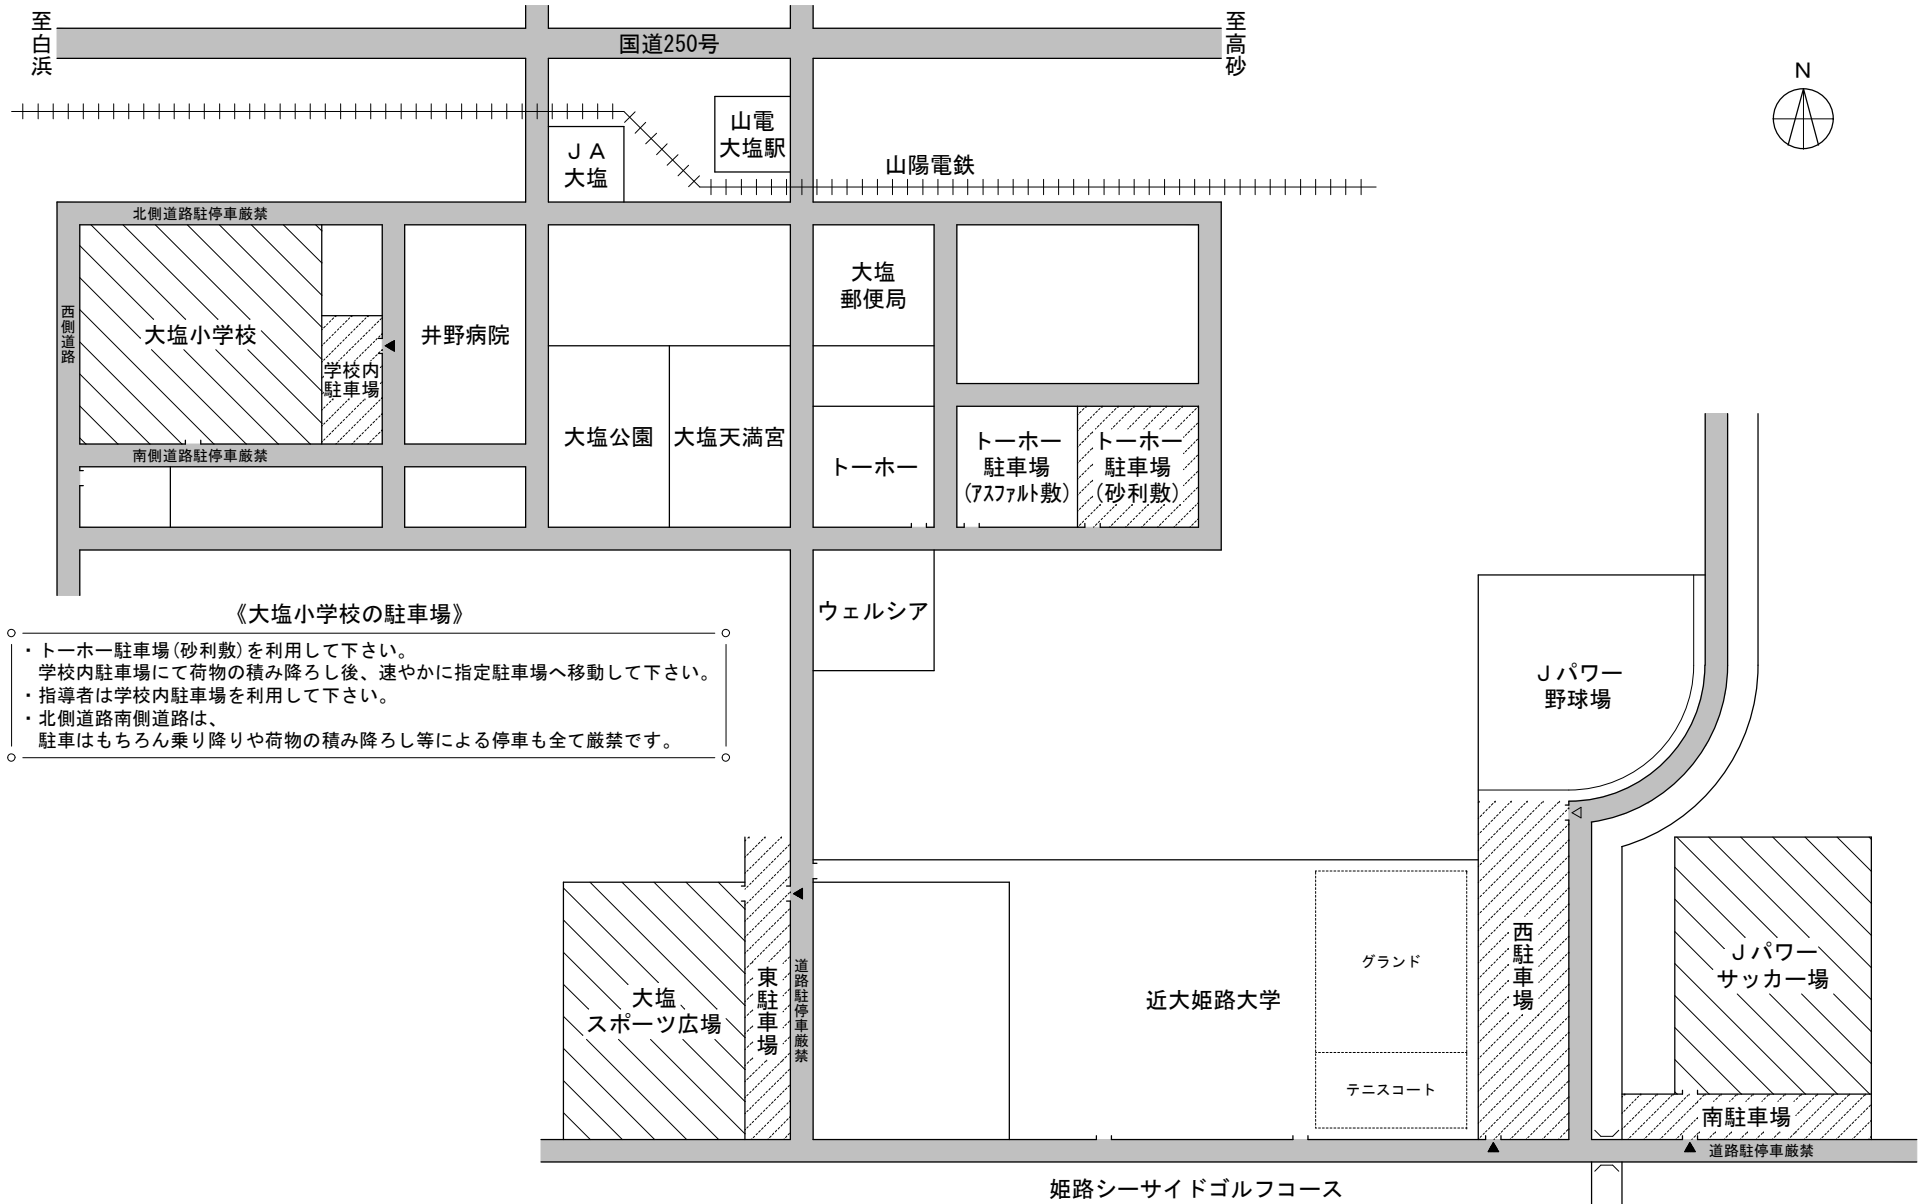 至白浜
国道250号
至高砂
N
山電
大塩駅
JA
大塩
山陽電鉄
北側道路駐停車厳禁
西側道路
大塩小学校
学校内
駐車場
井野病院
大塩
郵便局
大塩公園
大塩天満宮
トーホー
トーホー
駐車場
(アスファルト敷)
トーホー
駐車場
(砂利敷)
南側道路駐停車厳禁
ウェルシア
《大塩小学校の駐車場》
・トーホー駐車場(砂利敷)を利用して下さい。
学校内駐車場にて荷物の積み降ろし後、速やかに指定駐車場へ移動して下さい。
・指導者は学校内駐車場を利用して下さい。
・北側道路南側道路は、
駐車はもちろん乗り降りや荷物の積み降ろし等による停車も全て厳禁です。
Jパワー
野球場
大塩
スポーツ広場
東駐車場
道路駐停車厳禁
近大姫路大学
グランド
テニスコート
西駐車場
Jパワー
サッカー場
南駐車場
道路駐停車厳禁
姫路シーサイドゴルフコース